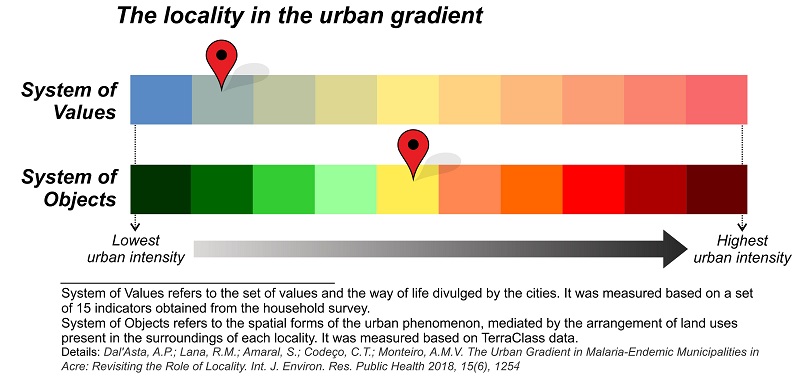 The locality in the urban gradient
System of
Values
System of
Objects
Lowest
urban intensity
Highest
urban intensity
System of Values refers to the set of values and the way of life divulged by the cities. It was measured based on a set
of 15 indicators obtained from the household survey.
System of Objects refers to the spatial forms of the urban phenomenon, mediated by the arrangement of land uses
present in the surroundings of each locality. It was measured based on TerraClass data.
Details: Dal'Asta, A.P.; Lana, R.M.; Amaral, S.; Codeço, C.T.; Monteiro, A.M.V. The Urban Gradient in Malaria-Endemic Municipalities in
Acre: Revisiting the Role of Locality. Int. J. Environ. Res. Public Health 2018, 15(6), 1254